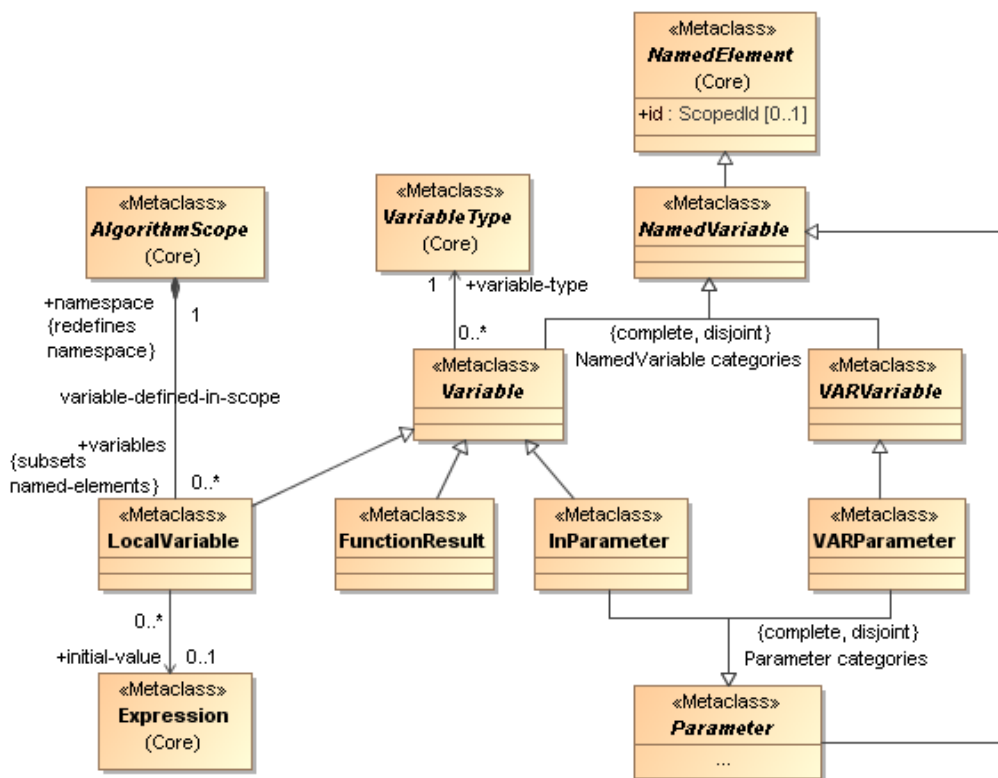 «Metaclass»
NamedElement
(Core)
+id : ScopedId [0..1]
«Metaclass»
AlgorithmScope
(Core)
«Metaclass»
VariableType
(Core)
«Metaclass»
NamedVariable
+namespace
{redefines
namespace}
1
1
+variable-type
0..*
{complete, disjoint}
NamedVariable categories
«Metaclass»
Variable
«Metaclass»
VARVariable
variable-defined-in-scope
+variables
{subsets
named-elements}
0..*
«Metaclass»
LocalVariable
«Metaclass»
FunctionResult
«Metaclass»
InParameter
«Metaclass»
VARParameter
0..*
+initial-value
0..1
{complete, disjoint}
Parameter categories
«Metaclass»
Expression
(Core)
«Metaclass»
Parameter
...